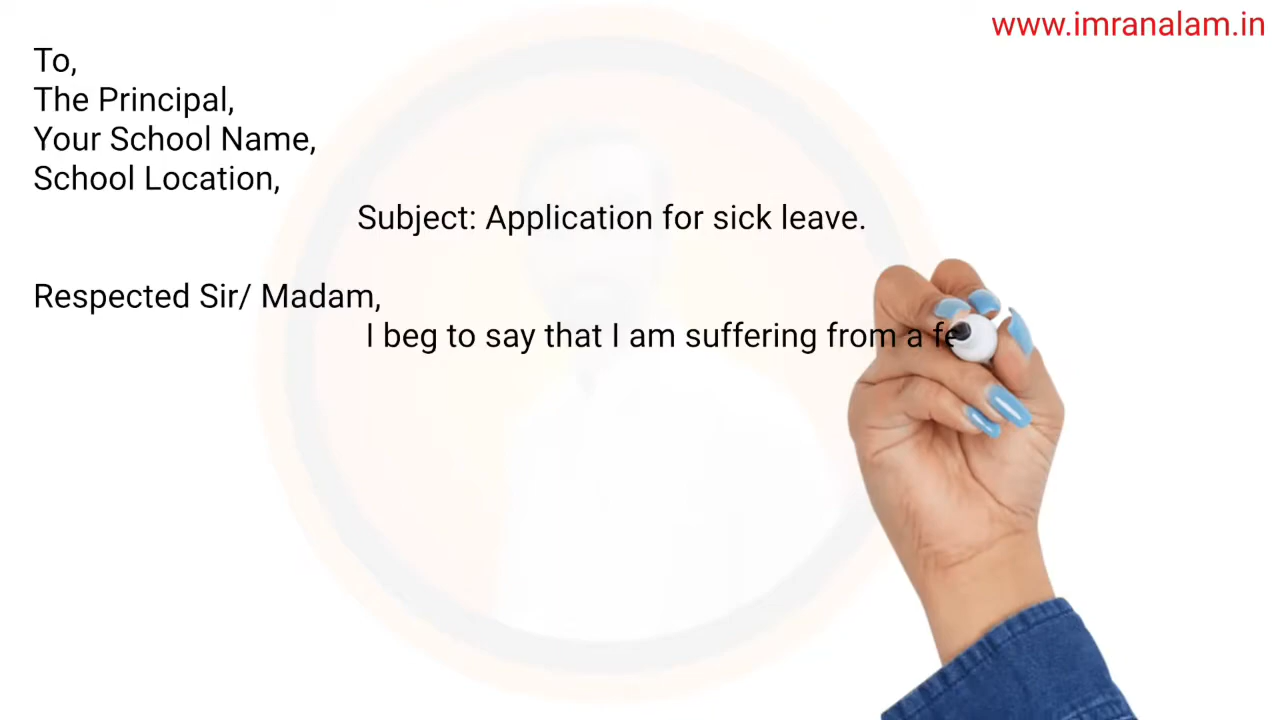 www.imranalam.in
To,
The Principal,
Your School Name,
School Location,
Subject: Application for sick leave.
Respected Sir/ Madam,
I beg to say that I am suffering from a